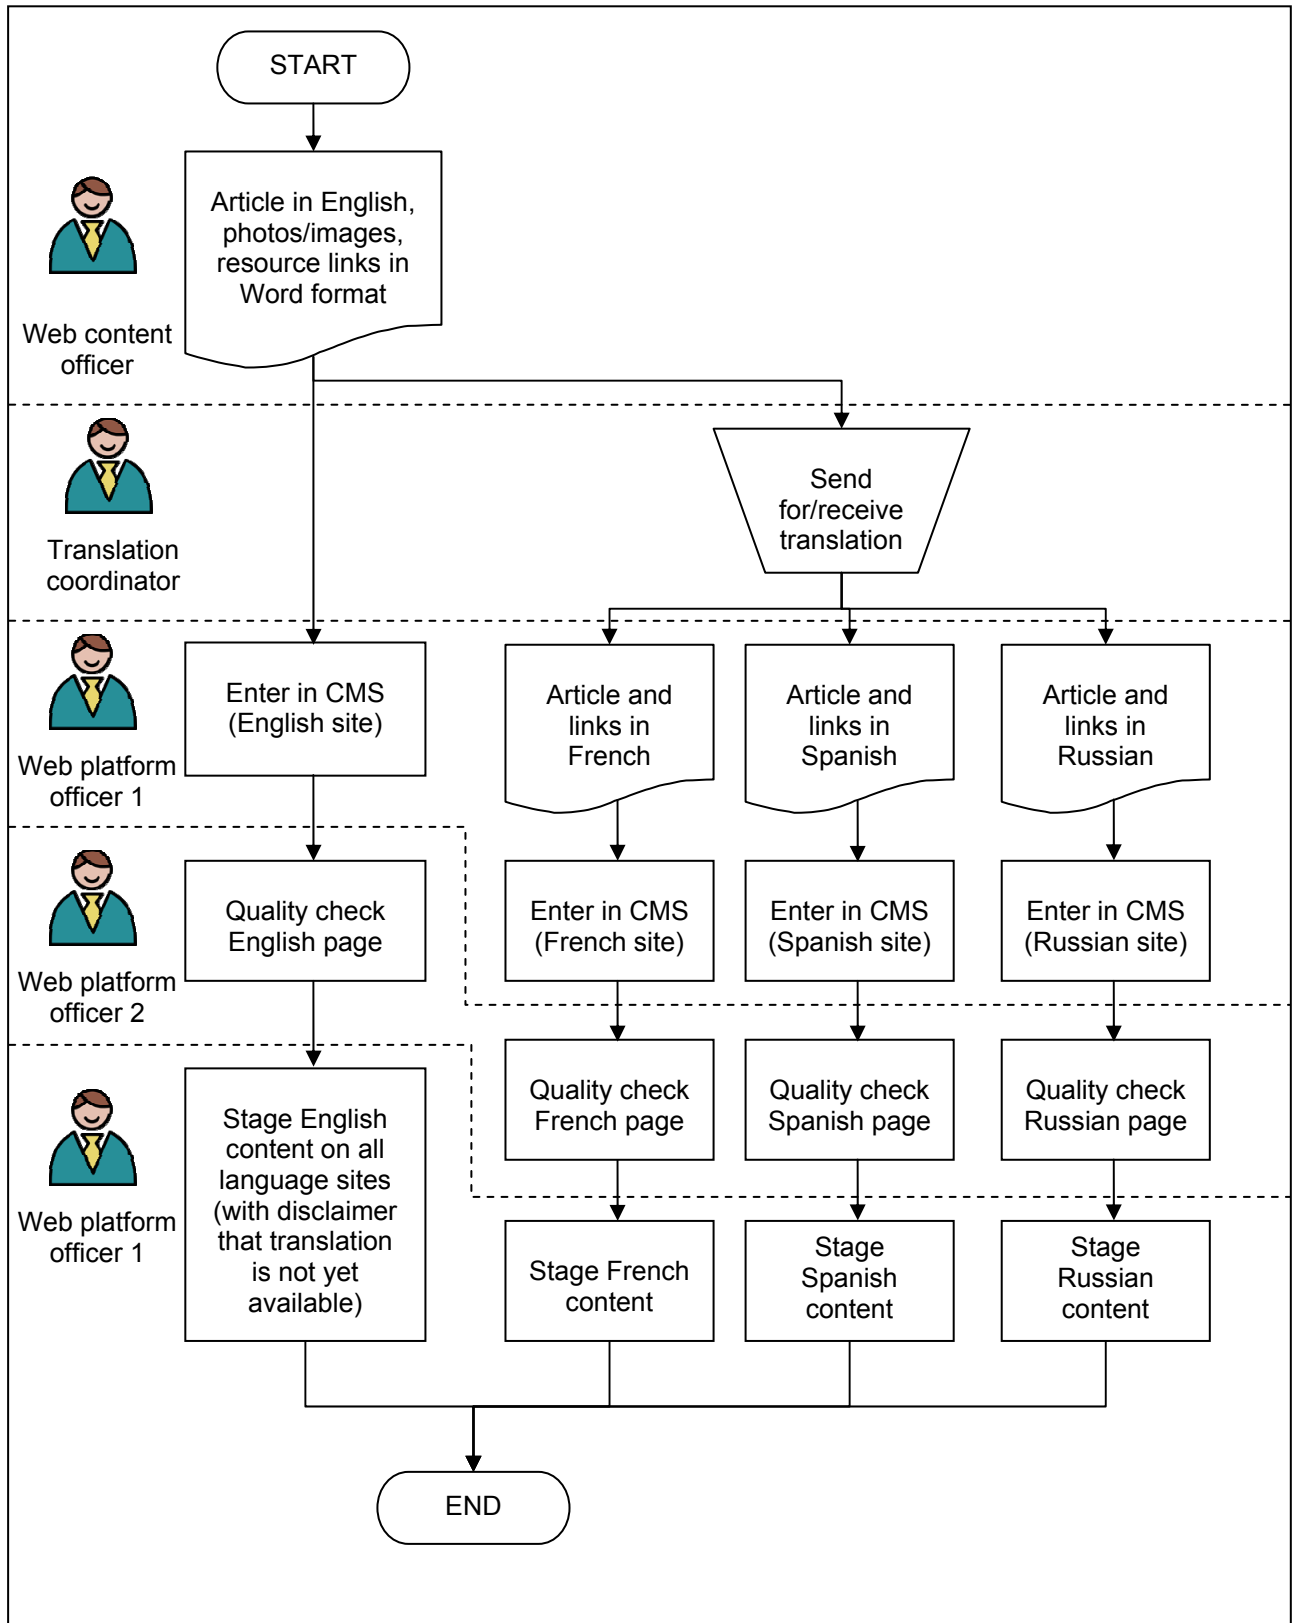 START
Article in English,
photos/images,
resource links in
Word format
Web content
officer
Translation
coordinator
Send
for/receive
translation
Web platform
officer 1
Enter in CMS
(English site)
Article and
links in
French
Article and
links in
Spanish
Article and
links in
Russian
Web platform
officer 2
Quality check
English page
Enter in CMS
(French site)
Enter in CMS
(Spanish site)
Enter in CMS
(Russian site)
Quality check
French page
Quality check
Spanish page
Quality check
Russian page
Web platform
officer 1
Stage English
content on all
language sites
(with disclaimer
that translation
is not yet
available)
Stage French
content
Stage
Spanish
content
Stage
Russian
content
END